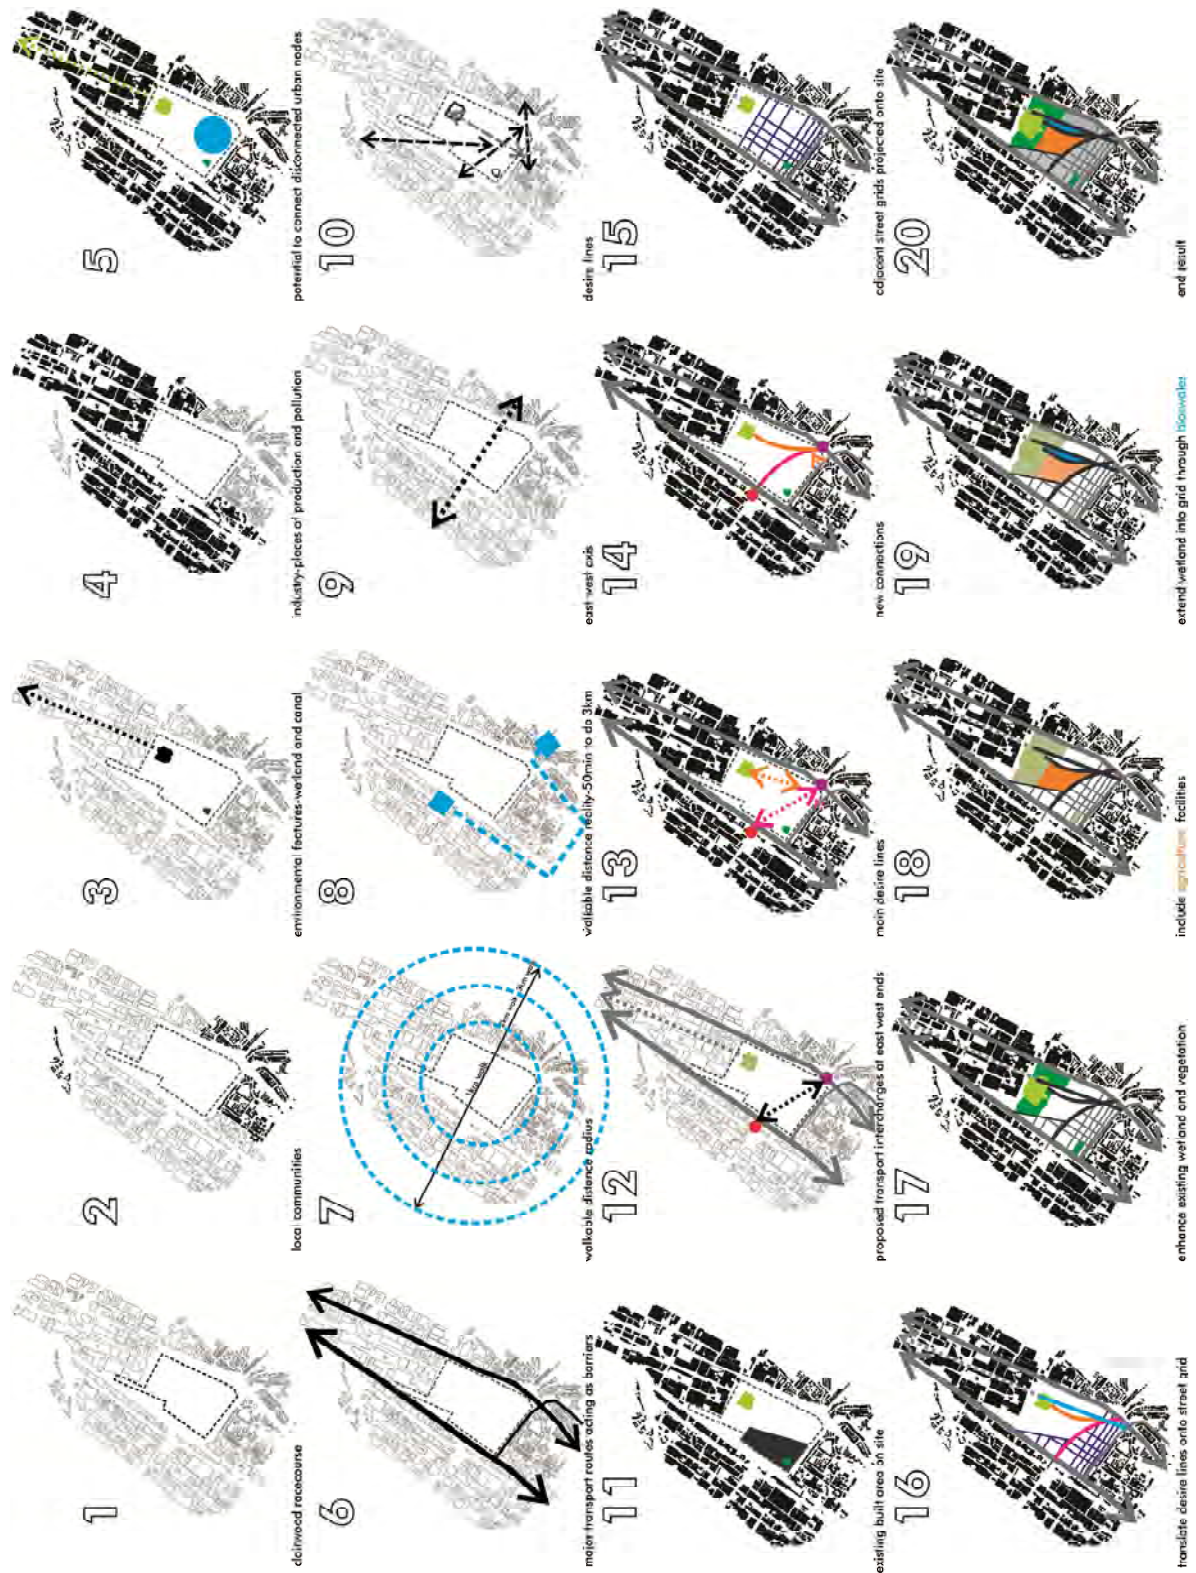 1
clairwood racecourse
2
local communities
3
environmental features-wetland and canal
4
industry-places of production and pollution
5
potential to connect disconnected urban nodes
6
major transport routes acting as barriers
7
walkable distance radius
8
walkable distance reality-50min to do 3km
9
east west axis
10
desire lines
11
existing built area on site
12
proposed transport interchanges at east west ends
13
main desire lines
14
new connections
15
adjacent street grids projected onto site
16
translate desire lines onto street grid
17
enhance existing wetland and vegetation
18
include agriculture facilities
19
extend wetland into grid through bioswales
20
end result